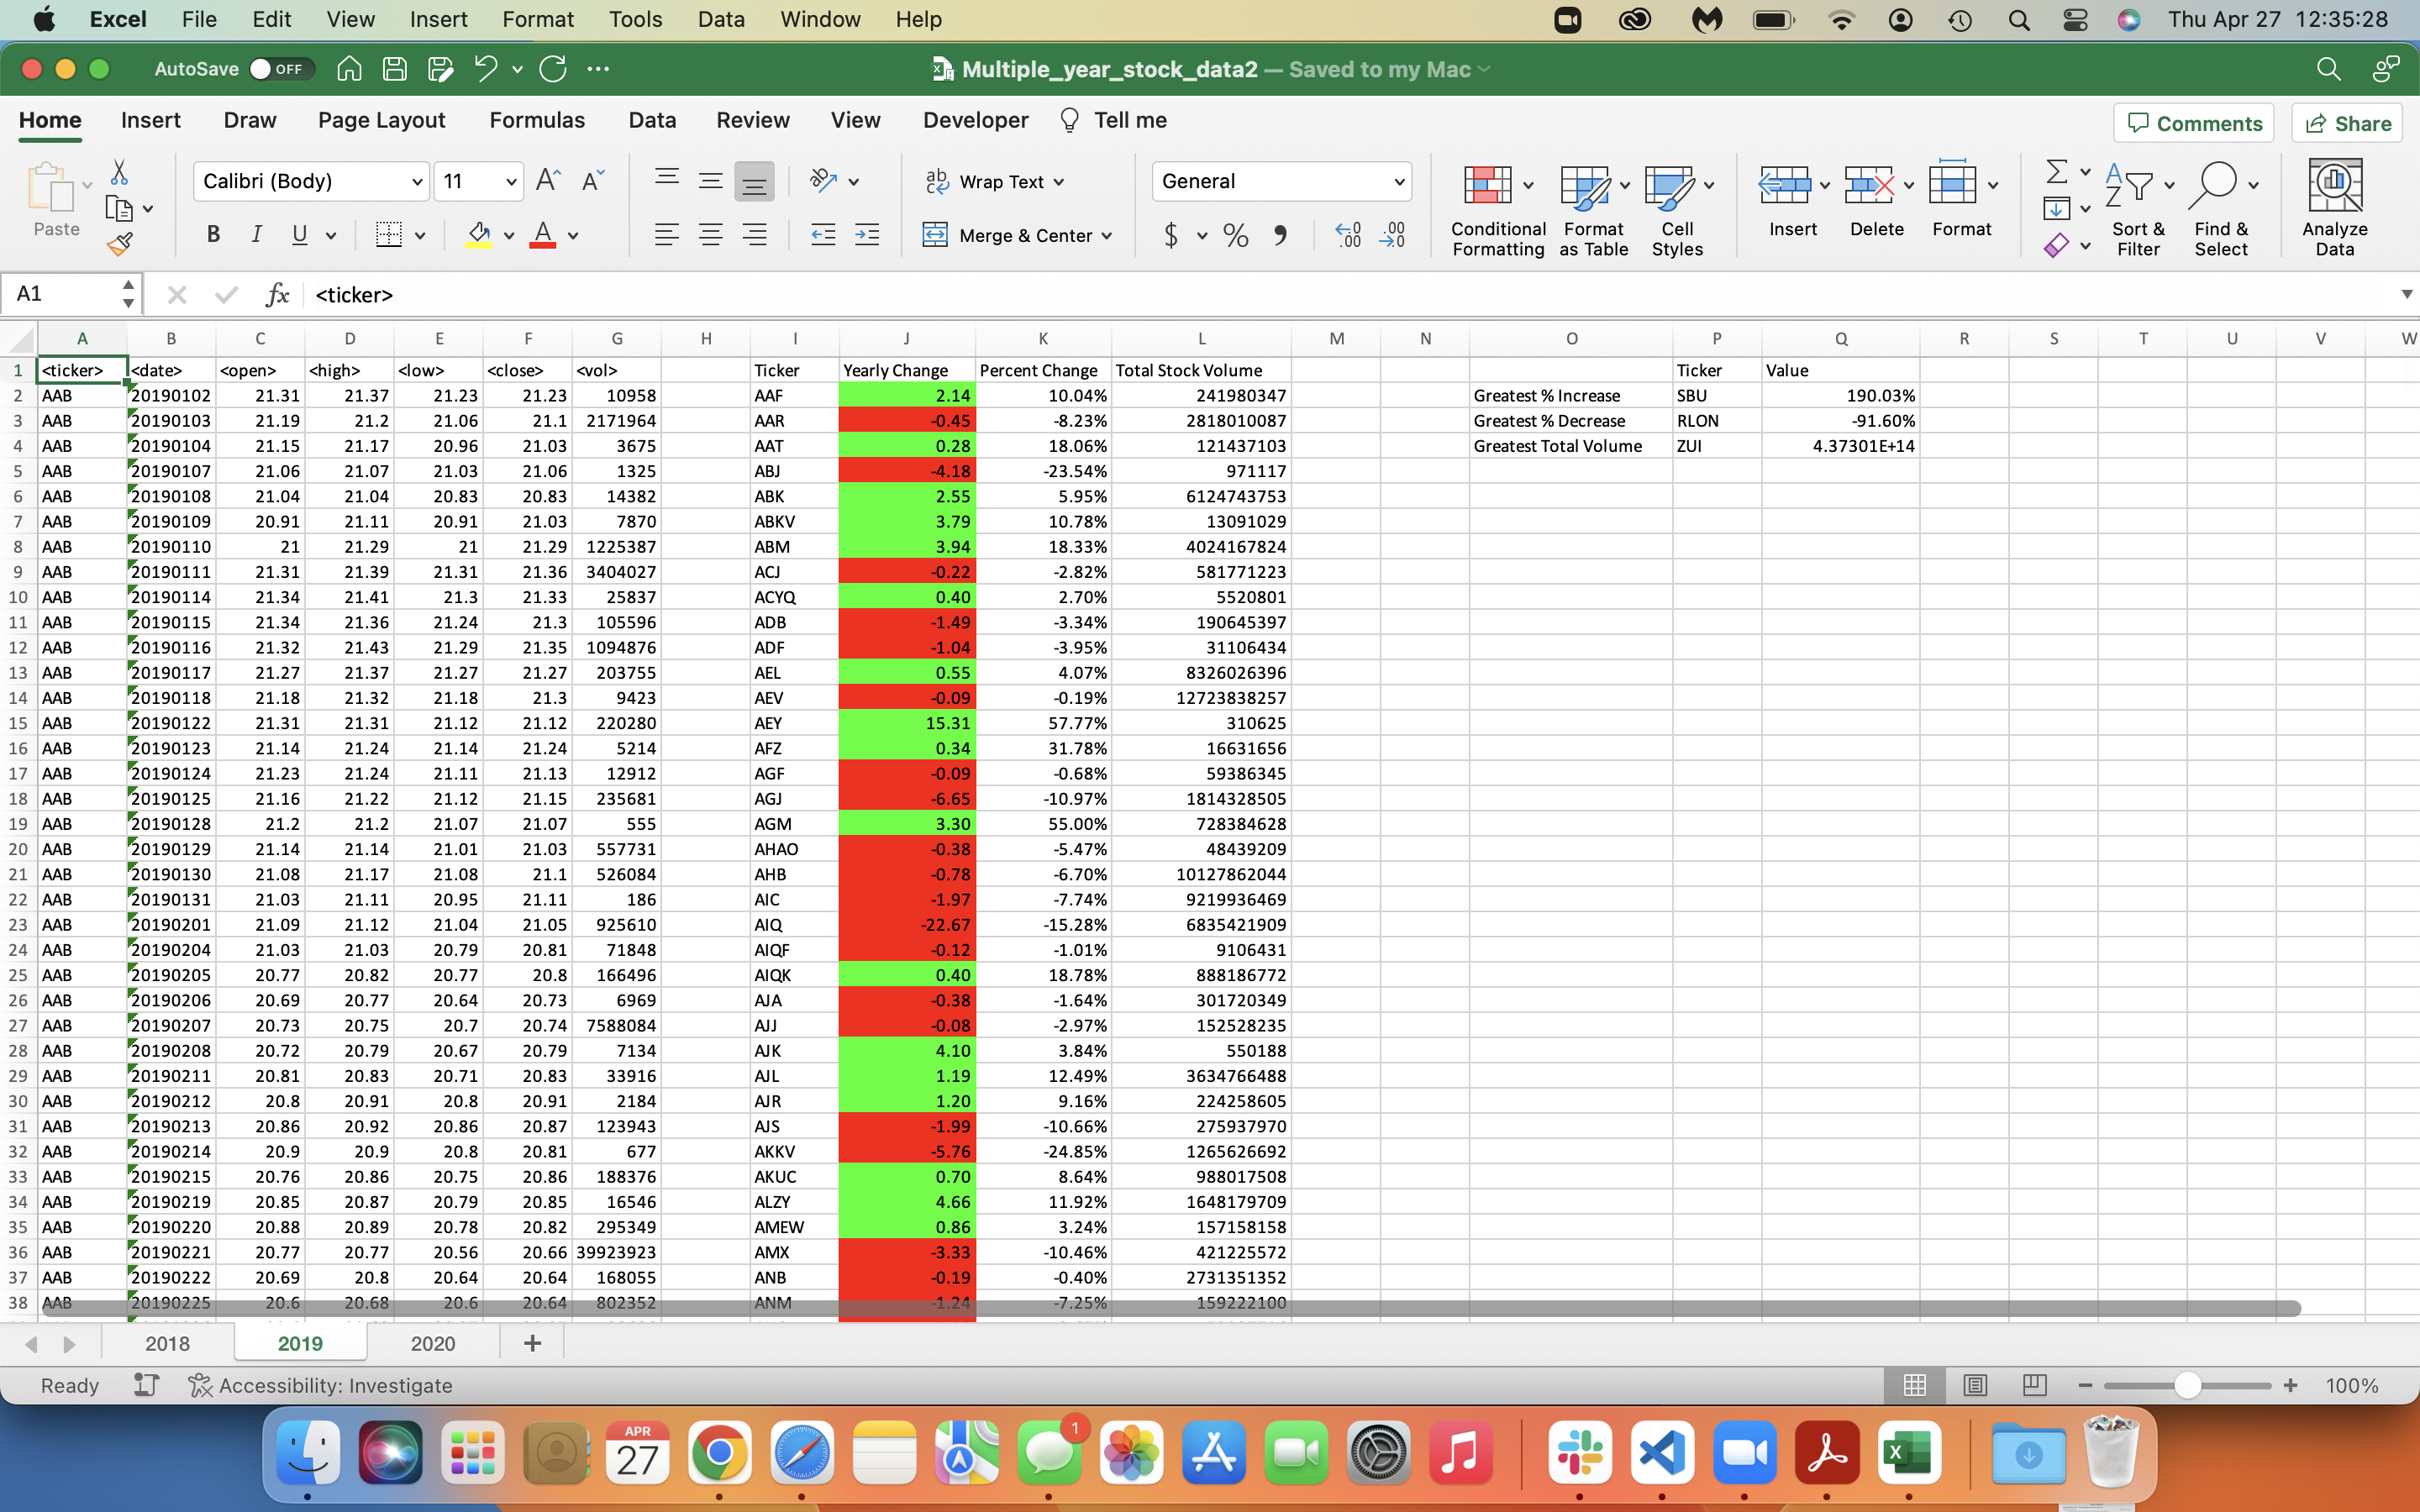 Excel File Edit View Insert Format Tools Data Window Help Thu Apr 27 12:35:28
AutoSave OFF Multiple_year_stock_data2 — Saved to my Mac
Home Insert Draw Page Layout Formulas Data Review View Developer Tell me Comments Share
Calibri (Body) 11 Wrap Text General
Paste B I U Merge & Center $ % Conditional Formatting Format as Table Cell Styles Insert Delete Format Sort & Filter Find & Select Analyze Data
A1 fx <ticker>
A B C D E F G H I J K L M N O P Q R S T U V W
1 <ticker> <date> <open> <high> <low> <close> <vol> Ticker Yearly Change Percent Change Total Stock Volume Ticker Value
2 AAB 20190102 21.31 21.37 21.23 21.23 10958 AAF 2.14 10.04% 241980347 Greatest % Increase SBU 190.03%
3 AAB 20190103 21.19 21.2 21.06 21.1 2171964 AAR -0.45 -8.23% 2818010087 Greatest % Decrease RLON -91.60%
4 AAB 20190104 21.15 21.17 20.96 21.03 3675 AAT 0.28 18.06% 121437103 Greatest Total Volume ZUI 4.37301E+14
5 AAB 20190107 21.06 21.07 21.03 21.06 1325 ABJ -4.18 -23.54% 971117
6 AAB 20190108 21.04 21.04 20.83 20.83 14382 ABK 2.55 5.95% 6124743753
7 AAB 20190109 20.91 21.11 20.91 21.03 7870 ABKV 3.79 10.78% 13091029
8 AAB 20190110 21 21.29 21 21.29 1225387 ABM 3.94 18.33% 4024167824
9 AAB 20190111 21.31 21.39 21.31 21.36 3404027 ACJ -0.22 -2.82% 581771223
10 AAB 20190114 21.34 21.41 21.3 21.33 25837 ACYQ 0.40 2.70% 5520801
11 AAB 20190115 21.34 21.36 21.24 21.3 105596 ADB -1.49 -3.34% 190645397
12 AAB 20190116 21.32 21.43 21.29 21.35 1094876 ADF -1.04 -3.95% 31106434
13 AAB 20190117 21.27 21.37 21.27 21.27 203755 AEL 0.55 4.07% 8326026396
14 AAB 20190118 21.18 21.32 21.18 21.3 9423 AEV -0.09 -0.19% 12723838257
15 AAB 20190122 21.31 21.31 21.12 21.12 220280 AEY 15.31 57.77% 310625
16 AAB 20190123 21.14 21.24 21.14 21.24 5214 AFZ 0.34 31.78% 16631656
17 AAB 20190124 21.23 21.24 21.11 21.13 12912 AGF -0.09 -0.68% 59386345
18 AAB 20190125 21.16 21.22 21.12 21.15 235681 AGJ -6.65 -10.97% 1814328505
19 AAB 20190128 21.2 21.2 21.07 21.07 555 AGM 3.30 55.00% 728384628
20 AAB 20190129 21.14 21.14 21.01 21.03 557731 AHAO -0.38 -5.47% 48439209
21 AAB 20190130 21.08 21.17 21.08 21.1 526084 AHB -0.78 -6.70% 10127862044
22 AAB 20190131 21.03 21.11 20.95 21.11 186 AIC -1.97 -7.74% 9219936469
23 AAB 20190201 21.09 21.12 21.04 21.05 925610 AIQ -22.67 -15.28% 6835421909
24 AAB 20190204 21.03 21.03 20.79 20.81 71848 AIQF -0.12 -1.01% 9106431
25 AAB 20190205 20.77 20.82 20.77 20.8 166496 AIQK 0.40 18.78% 888186772
26 AAB 20190206 20.69 20.77 20.64 20.73 6969 AJA -0.38 -1.64% 301720349
27 AAB 20190207 20.73 20.75 20.7 20.74 7588084 AJJ -0.08 -2.97% 152528235
28 AAB 20190208 20.72 20.79 20.67 20.79 7134 AJK 4.10 3.84% 550188
29 AAB 20190211 20.81 20.83 20.71 20.83 33916 AJL 1.19 12.49% 3634766488
30 AAB 20190212 20.8 20.91 20.8 20.91 2184 AJR 1.20 9.16% 224258605
31 AAB 20190213 20.86 20.92 20.86 20.87 123943 AJS -1.99 -10.66% 275937970
32 AAB 20190214 20.9 20.9 20.8 20.81 677 AKKV -5.76 -24.85% 1265626692
33 AAB 20190215 20.76 20.86 20.75 20.86 188376 AKUC 0.70 8.64% 988017508
34 AAB 20190219 20.85 20.87 20.79 20.85 16546 ALZY 4.66 11.92% 1648179709
35 AAB 20190220 20.88 20.89 20.78 20.82 295349 AMEW 0.86 3.24% 157158158
36 AAB 20190221 20.77 20.77 20.56 20.66 39923923 AMX -3.33 -10.46% 421225572
37 AAB 20190222 20.69 20.8 20.64 20.64 168055 ANB -0.19 -0.40% 2731351352
38 AAB 20190225 20.6 20.68 20.6 20.64 802352 ANM -1.24 -7.25% 159222100
2018 2019 2020 +
Ready Accessibility: Investigate 100%
APR 27 1